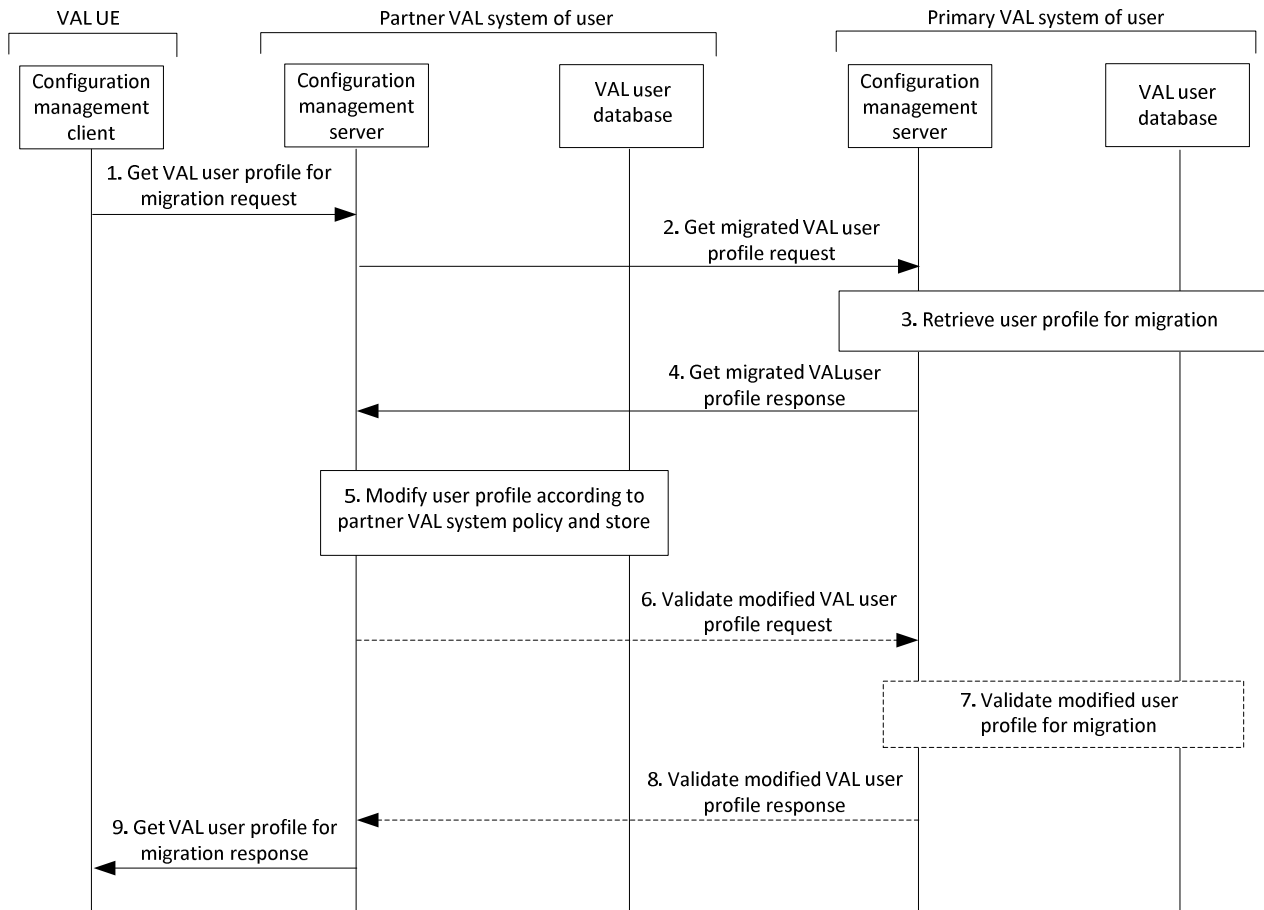 VAL UE
Partner VAL system of user
Primary VAL system of user
Configuration
management
client
Configuration
management
server
VAL user
database
Configuration
management
server
VAL user
database
1. Get VAL user profile for
migration request
2. Get migrated VAL user
profile request
3. Retrieve user profile for migration
4. Get migrated VALuser
profile response
5. Modify user profile according to
partner VAL system policy and store
6. Validate modified VAL user
profile request
7. Validate modified user
profile for migration
8. Validate modified VAL user
profile response
9. Get VAL user profile for
migration response